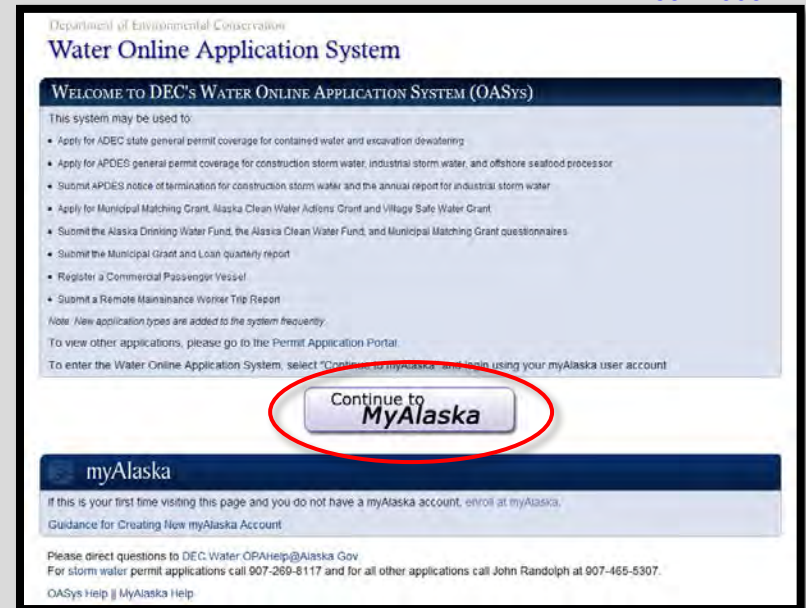 Department of Environmental Conservation
Water Online Application System
WELCOME TO DEC'S WATER ONLINE APPLICATION SYSTEM (OASYS)
This system may be used to:
• Apply for ADEC state general permit coverage for contained water and excavation dewatering
• Apply for APDES general permit coverage for construction storm water, industrial storm water, and offshore seafood processor
• Submit APDES notice of termination for construction storm water and the annual report for industrial storm water
• Apply for Municipal Matching Grant, Alaska Clean Water Actions Grant and Village Safe Water Grant
• Submit the Alaska Drinking Water Fund, the Alaska Clean Water Fund, and Municipal Matching Grant questionnaires
• Submit the Municipal Grant and Loan quarterly report
• Register a Commercial Passenger Vessel
• Submit a Remote Mainainance Worker Trip Report
Note: New application types are added to the system frequently.
To view other applications, please go to the Permit Application Portal.
To enter the Water Online Application System, select "Continue to myAlaska" and login using your myAlaska user account
Continue to
MyAlaska
myAlaska
If this is your first time visiting this page and you do not have a myAlaska account, enroll at myAlaska.
Guidance for Creating New myAlaska Account
Please direct questions to DEC.Water.OPAHelp@Alaska.Gov
For storm water permit applications call 907-269-8117 and for all other applications call John Randolph at 907-465-5307.
OASys Help || MyAlaska Help